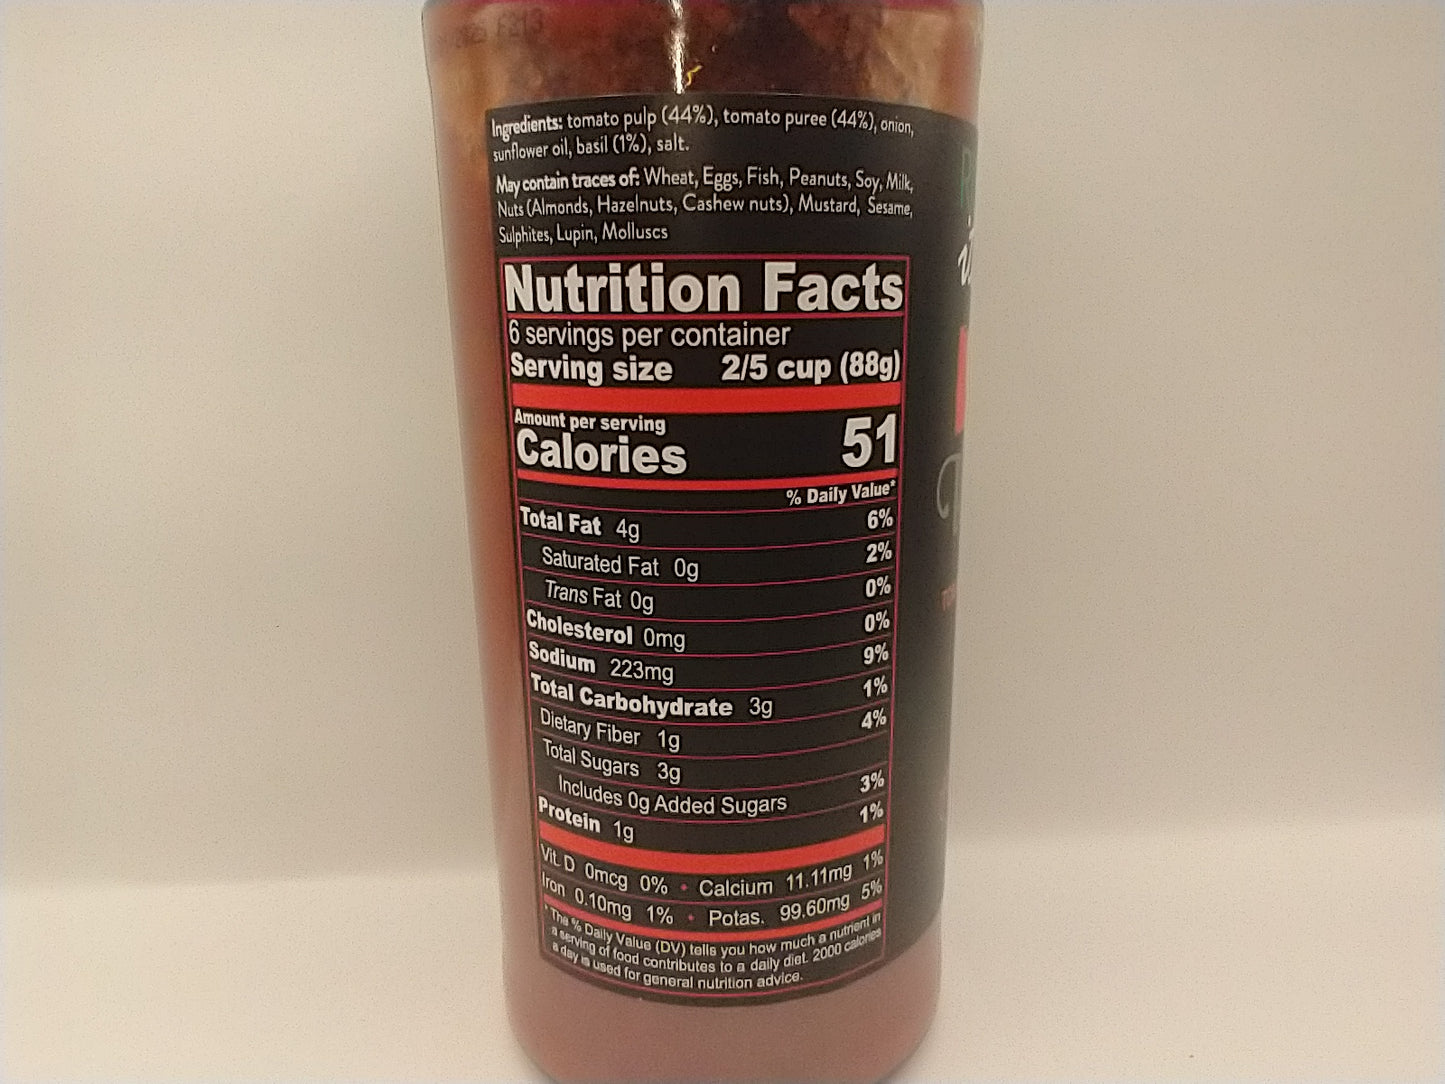 Ingredients: tomato pulp (44%), tomato puree (44%), onion,
sunflower oil, basil (1%), salt.
May contain traces of: Wheat, Eggs, Fish, Peanuts, Soy, Milk,
Nuts (Almonds, Hazelnuts, Cashew nuts), Mustard, Sesame,
Sulphites, Lupin, Molluscs
Nutrition Facts
6 servings per container
Serving size 2/5 cup (88g)
Amount per serving
Calories 51
% Daily Value*
Total Fat 4g 6%
Saturated Fat 0g 2%
Trans Fat 0g 0%
Cholesterol 0mg 0%
Sodium 223mg 9%
Total Carbohydrate 3g 1%
Dietary Fiber 1g 4%
Total Sugars 3g
Includes 0g Added Sugars 3%
Protein 1g 1%
Vit. D 0mcg 0% • Calcium 11.11mg 1%
Iron 0.10mg 1% • Potas. 99.60mg 5%
* The % Daily Value (DV) tells you how much a nutrient in
a serving of food contributes to a daily diet. 2000 calories
a day is used for general nutrition advice.